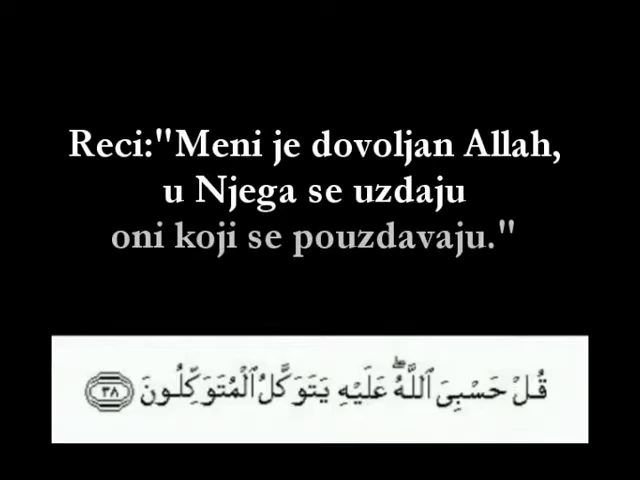 Reci:"Meni je dovoljan Allah,
u Njega se uzdaju
oni koji se pouzdavaju."
قُلْ حَسْبِىَ ٱللَّهُ ۖ عَلَيْهِ يَتَوَكَّلُ ٱلْمُتَوَكِّلُونَ ٣٨